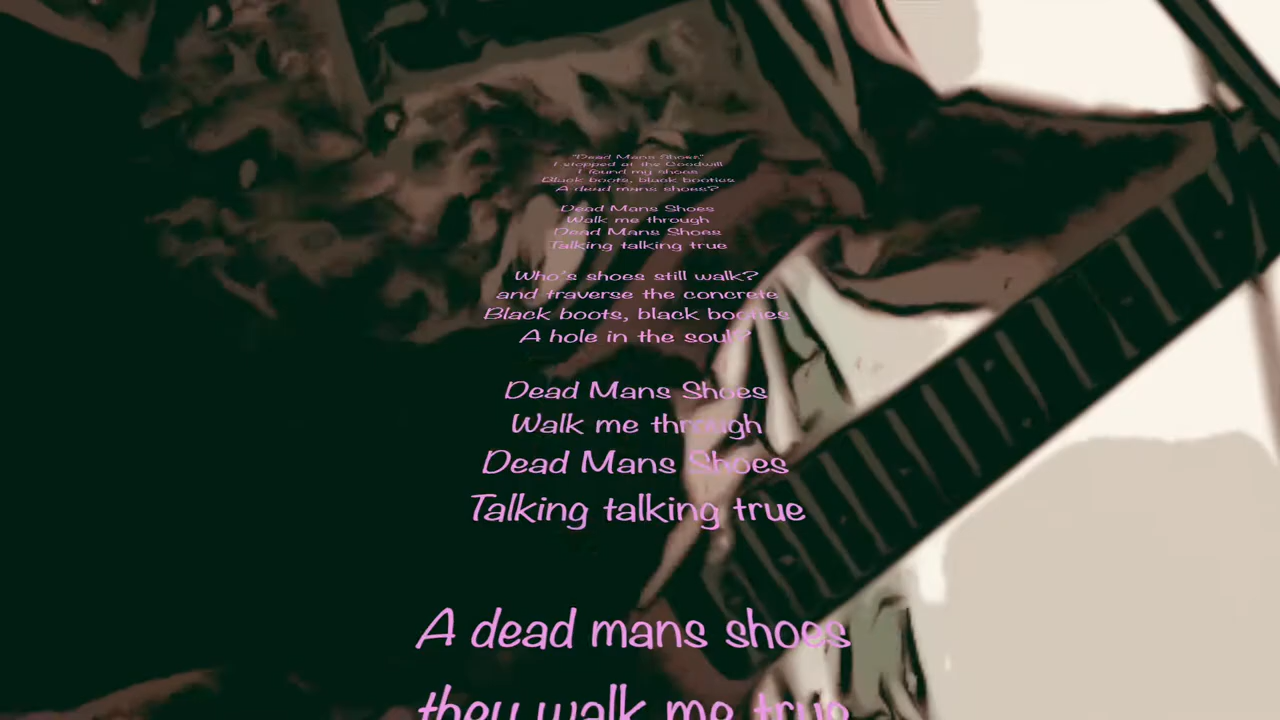 "Dead Mans Shoes"
I stopped at the Goodwill
I found my shoes
Black boots, black booties
A dead mans shoes?
Dead Mans Shoes
Walk me through
Dead Mans Shoes
Talking talking true
Who's shoes still walk?
and traverse the concrete
Black boots, black booties
A hole in the soul?
Dead Mans Shoes
Walk me through
Dead Mans Shoes
Talking talking true
A dead mans shoes
they walk me true